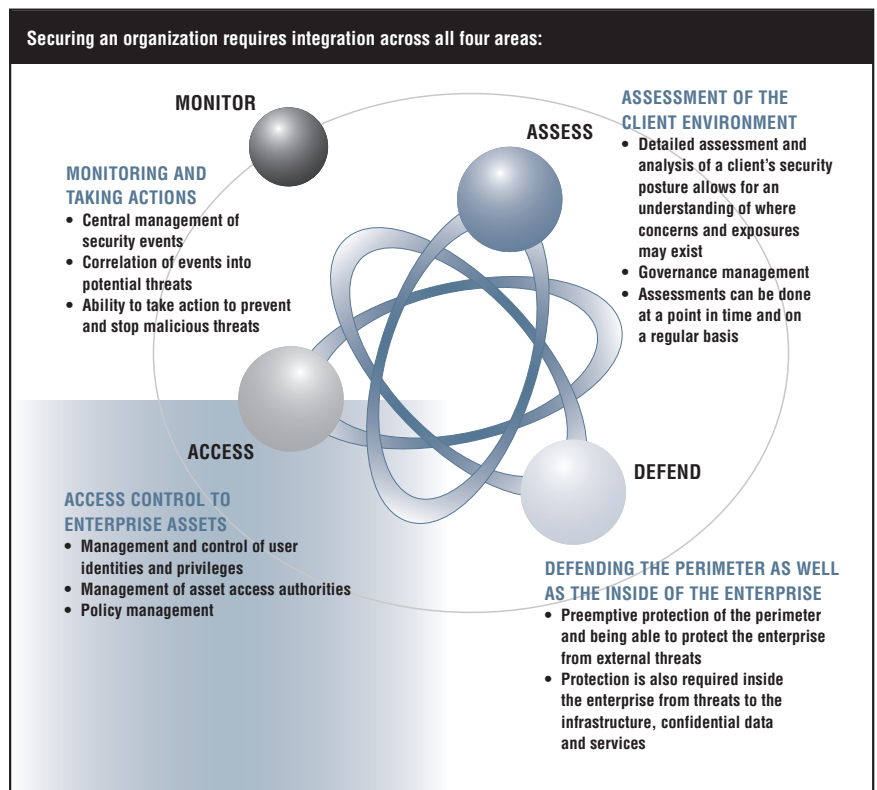 Securing an organization requires integration across all four areas:
MONITOR
MONITORING AND
TAKING ACTIONS
• Central management of
security events
• Correlation of events into
potential threats
• Ability to take action to prevent
and stop malicious threats
ASSESS
ASSESSMENT OF THE
CLIENT ENVIRONMENT
• Detailed assessment and
analysis of a client’s security
posture allows for an
understanding of where
concerns and exposures
may exist
• Governance management
• Assessments can be done
at a point in time and on
a regular basis
ACCESS
ACCESS CONTROL TO
ENTERPRISE ASSETS
• Management and control of user
identities and privileges
• Management of asset access authorities
• Policy management
DEFEND
DEFENDING THE PERIMETER AS WELL
AS THE INSIDE OF THE ENTERPRISE
• Preemptive protection of the perimeter
and being able to protect the enterprise
from external threats
• Protection is also required inside
the enterprise from threats to the
infrastructure, confidential data
and services